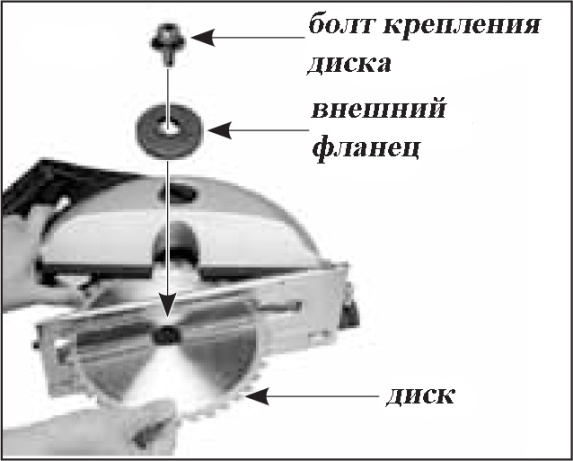 болт крепления
диска
внешний
фланец
диск